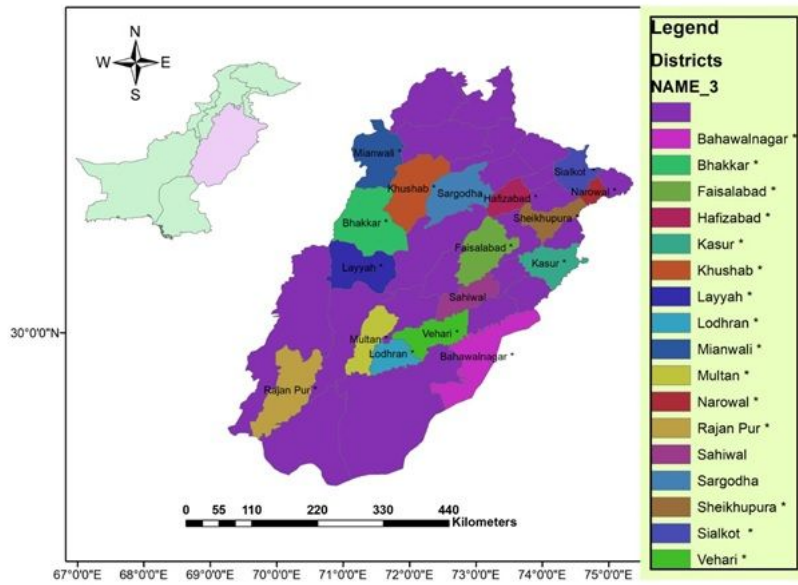 N
W E
S
Mianwali *
Khushab *
Sargodha
Hafizabad *
Sialkot *
Narowal *
Sheikhupura *
Bhakkar *
Faisalabad *
Layyah *
Kasur *
Sahiwal
Multan *
Vehari *
Lodhran *
Bahawalnagar *
Rajan Pur *
30°0'0"N
0 55 110 220 330 440
Kilometers
67°0'0"E 68°0'0"E 69°0'0"E 70°0'0"E 71°0'0"E 72°0'0"E 73°0'0"E 74°0'0"E 75°0'0"E
Legend
Districts
NAME_3
Bahawalnagar *
Bhakkar *
Faisalabad *
Hafizabad *
Kasur *
Khushab *
Layyah *
Lodhran *
Mianwali *
Multan *
Narowal *
Rajan Pur *
Sahiwal
Sargodha
Sheikhupura *
Sialkot *
Vehari *